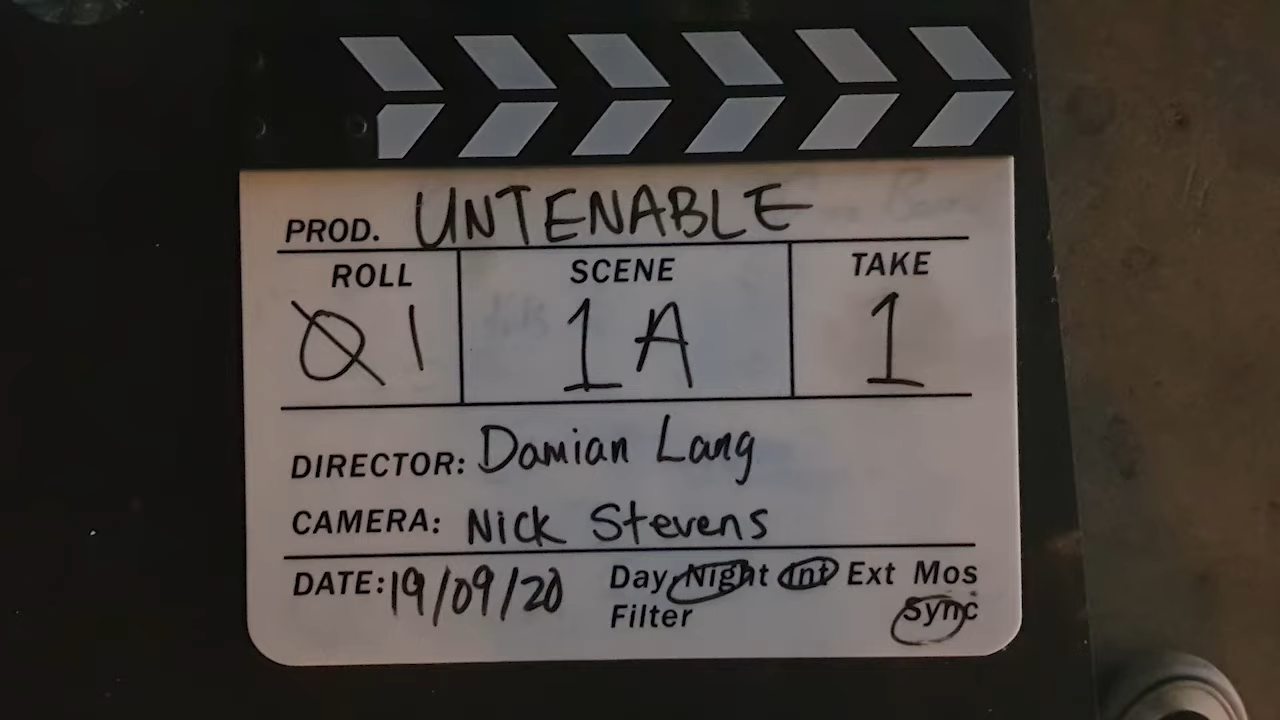 PROD. UNTENABLE
ROLL SCENE TAKE
Ø1 1A 1
DIRECTOR: Damian Lang
CAMERA: Nick Stevens
DATE: 19/09/20 Day Night Int Ext Mos
Filter Sync